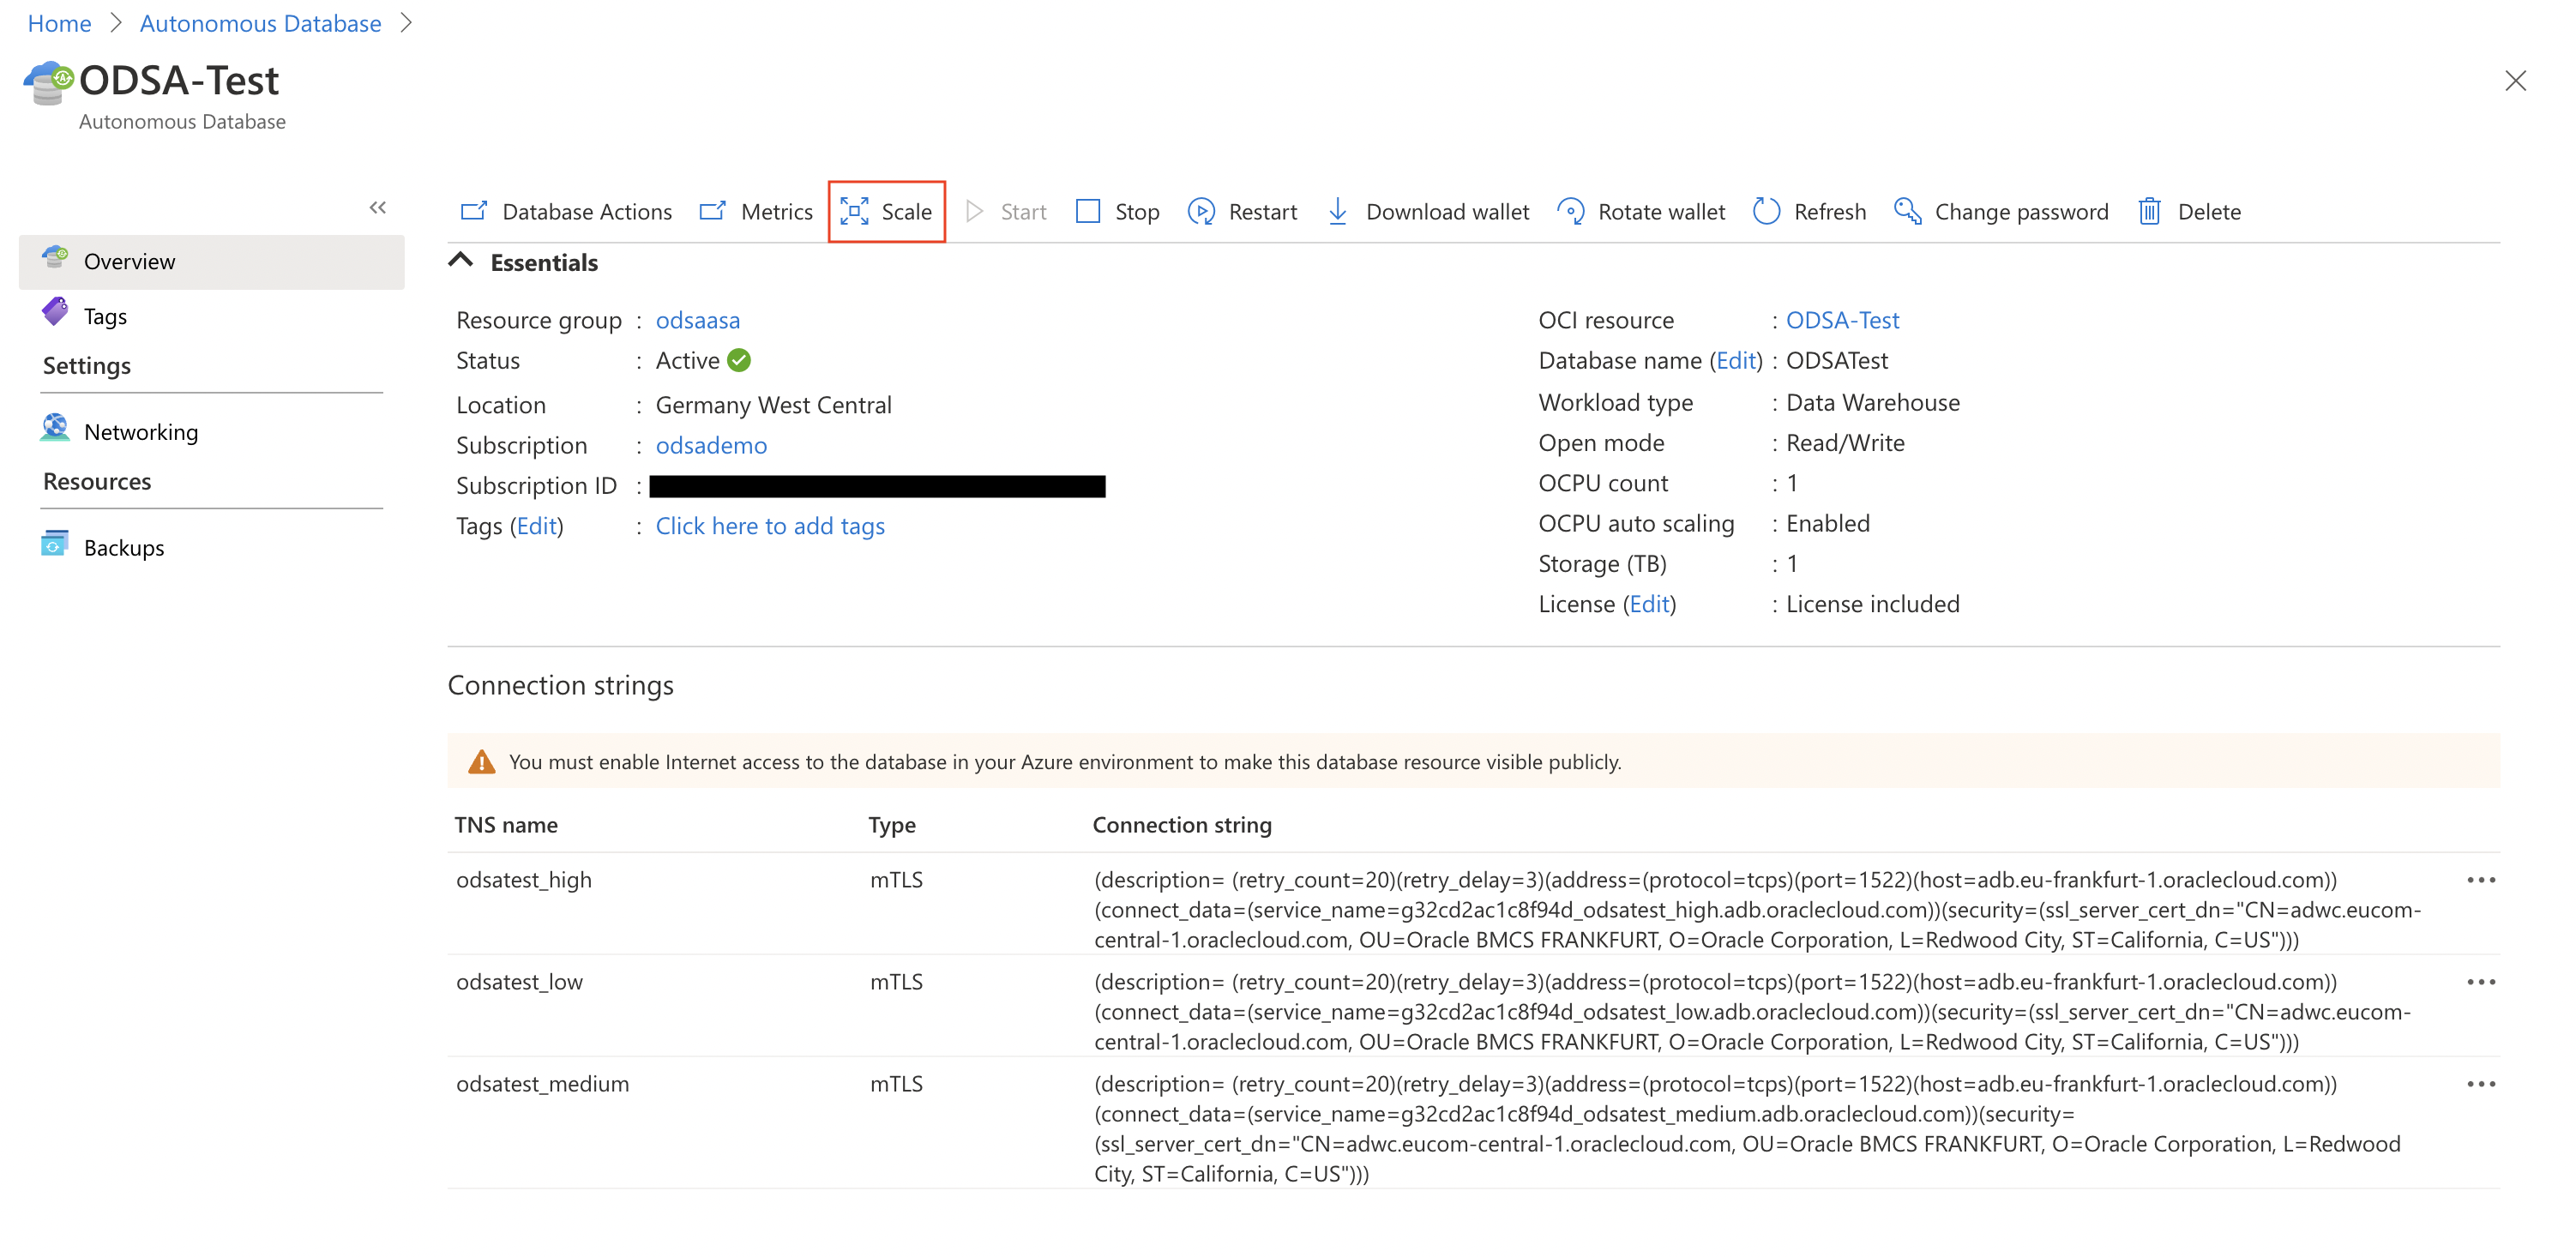 Home > Autonomous Database >
ODSA-Test
Autonomous Database
Database Actions Metrics Scale Start Stop Restart Download wallet Rotate wallet Refresh Change password Delete
Overview
Tags
Settings
Networking
Resources
Backups
Essentials
Resource group : odsaasa
Status : Active
Location : Germany West Central
Subscription : odsademo
Subscription ID :
Tags (Edit) : Click here to add tags
OCI resource : ODSA-Test
Database name (Edit) : ODSATest
Workload type : Data Warehouse
Open mode : Read/Write
OCPU count : 1
OCPU auto scaling : Enabled
Storage (TB) : 1
License (Edit) : License included
Connection strings
You must enable Internet access to the database in your Azure environment to make this database resource visible publicly.
TNS name Type Connection string
odsatest_high mTLS (description= (retry_count=20)(retry_delay=3)(address=(protocol=tcps)(port=1522)(host=adb.eu-frankfurt-1.oraclecloud.com))
(connect_data=(service_name=g32cd2ac1c8f94d_odsatest_high.adb.oraclecloud.com))(security=(ssl_server_cert_dn="CN=adwc.eucom-
central-1.oraclecloud.com, OU=Oracle BMCS FRANKFURT, O=Oracle Corporation, L=Redwood City, ST=California, C=US")))
odsatest_low mTLS (description= (retry_count=20)(retry_delay=3)(address=(protocol=tcps)(port=1522)(host=adb.eu-frankfurt-1.oraclecloud.com))
(connect_data=(service_name=g32cd2ac1c8f94d_odsatest_low.adb.oraclecloud.com))(security=(ssl_server_cert_dn="CN=adwc.eucom-
central-1.oraclecloud.com, OU=Oracle BMCS FRANKFURT, O=Oracle Corporation, L=Redwood City, ST=California, C=US")))
odsatest_medium mTLS (description= (retry_count=20)(retry_delay=3)(address=(protocol=tcps)(port=1522)(host=adb.eu-frankfurt-1.oraclecloud.com))
(connect_data=(service_name=g32cd2ac1c8f94d_odsatest_medium.adb.oraclecloud.com))(security=
(ssl_server_cert_dn="CN=adwc.eucom-central-1.oraclecloud.com, OU=Oracle BMCS FRANKFURT, O=Oracle Corporation, L=Redwood
City, ST=California, C=US")))